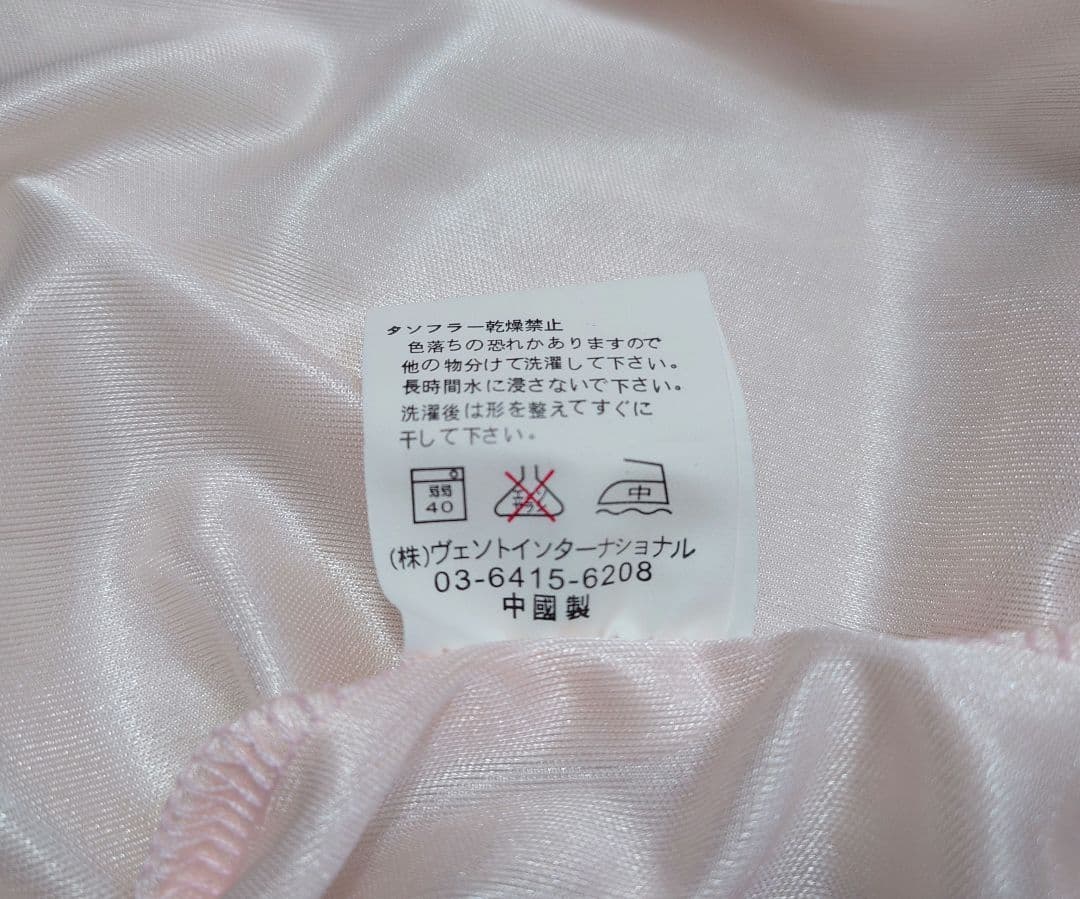 タソフラー乾燥禁止
色落ちの恐れかありますので
他の物分けて洗濯して下さい。
長時間水に浸さないで下さい。
洗濯後は形を整えてすぐに
干して下さい。
弱 40 中
(株)ヴェソトインターナショナル
03-6415-6208
中國製